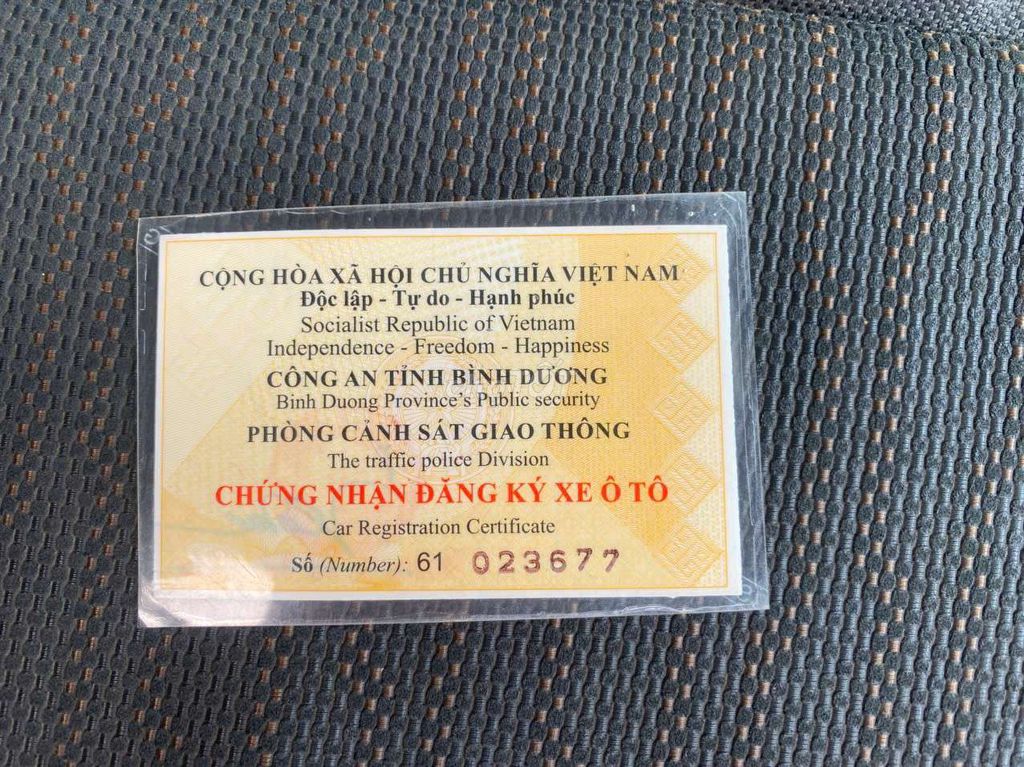 CỘNG HÒA XÃ HỘI CHỦ NGHĨA VIỆT NAM
Độc lập - Tự do - Hạnh phúc
Socialist Republic of Vietnam
Independence - Freedom - Happiness
CÔNG AN TỈNH BÌNH DƯƠNG
Binh Duong Province's Public security
PHÒNG CẢNH SÁT GIAO THÔNG
The traffic police Division
CHỨNG NHẬN ĐĂNG KÝ XE Ô TÔ
Car Registration Certificate
Số (Number): 61 023677